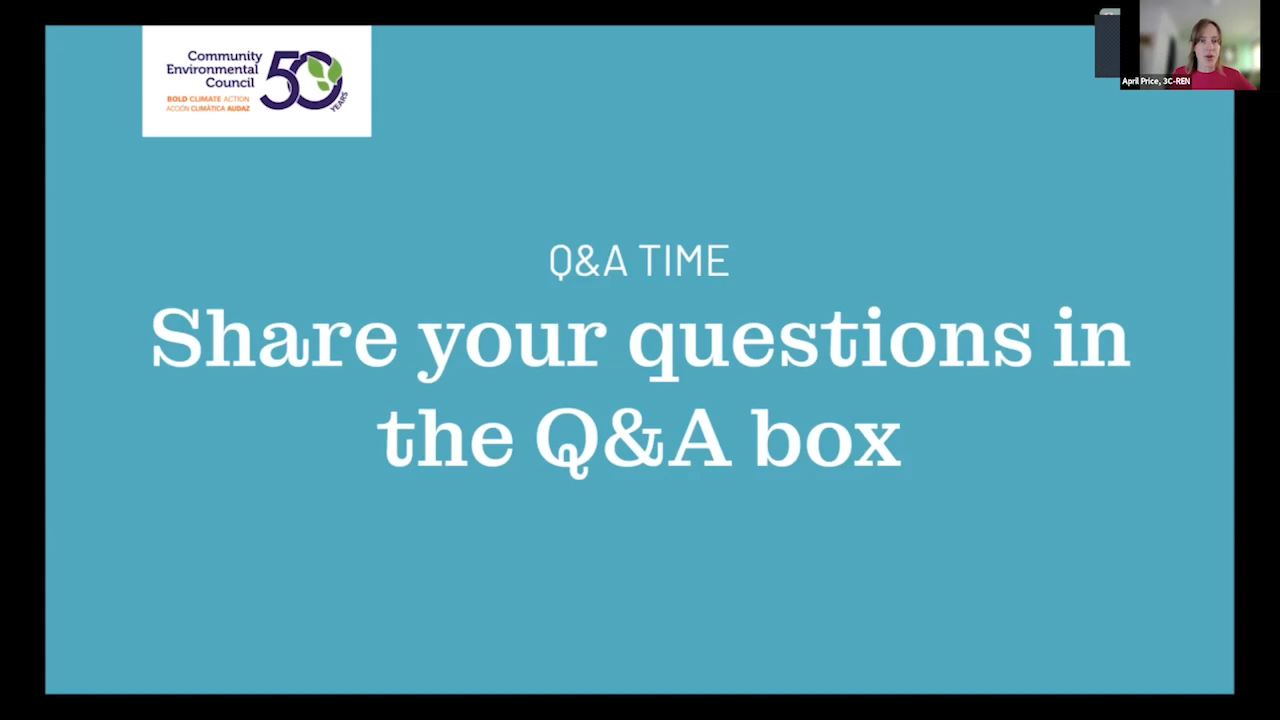 Community
Environmental
Council
50
YEARS
BOLD CLIMATE ACTION
ACCIÓN CLIMÁTICA AUDAZ
April Price, 3C-REN
Q&A TIME
Share your questions in
the Q&A box